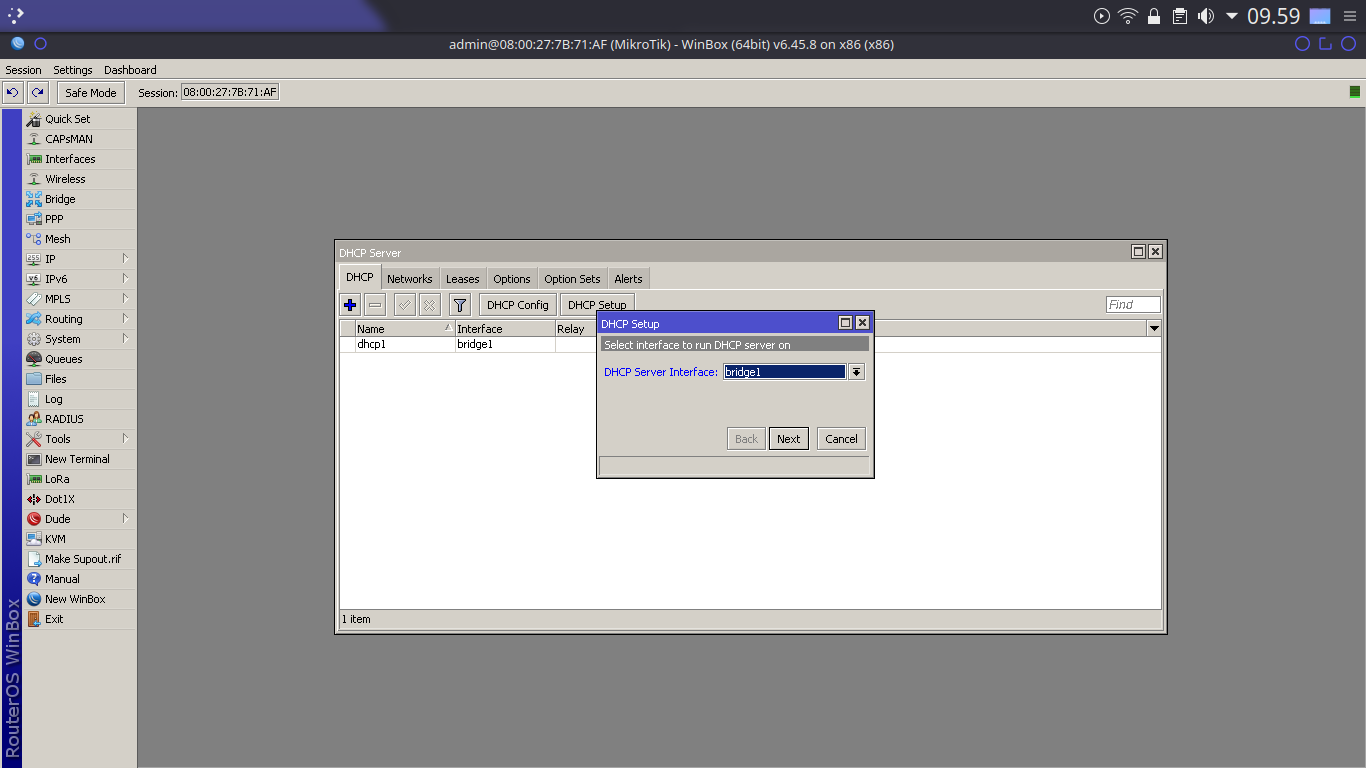 09.59
admin@08:00:27:7B:71:AF (MikroTik) - WinBox (64bit) v6.45.8 on x86 (x86)
Session Settings Dashboard
Safe Mode Session: 08:00:27:7B:71:AF
Quick Set
CAPsMAN
Interfaces
Wireless
Bridge
PPP
Mesh
IP
IPv6
MPLS
Routing
System
Queues
Files
Log
RADIUS
Tools
New Terminal
LoRa
Dot1X
Dude
KVM
Make Supout.rif
Manual
New WinBox
Exit
RouterOS WinBox
DHCP Server
DHCP Networks Leases Options Option Sets Alerts
DHCP Config DHCP Setup Find
Name Interface Relay
dhcp1 bridge1
1 item
DHCP Setup
Select interface to run DHCP server on
DHCP Server Interface: bridge1
Back Next Cancel